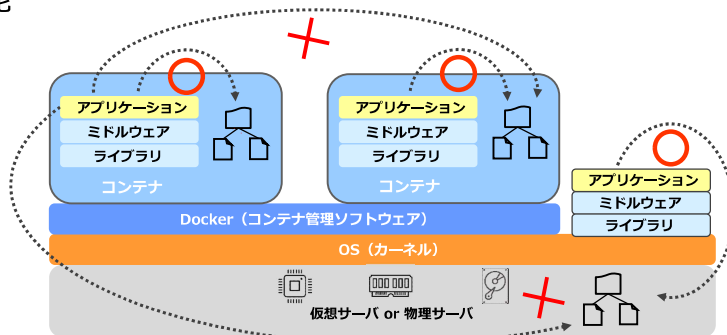 アプリケーション
ミドルウェア
ライブラリ
コンテナ
アプリケーション
ミドルウェア
ライブラリ
コンテナ
アプリケーション
ミドルウェア
ライブラリ
Docker（コンテナ管理ソフトウェア）
OS（カーネル）
仮想サーバ or 物理サーバ